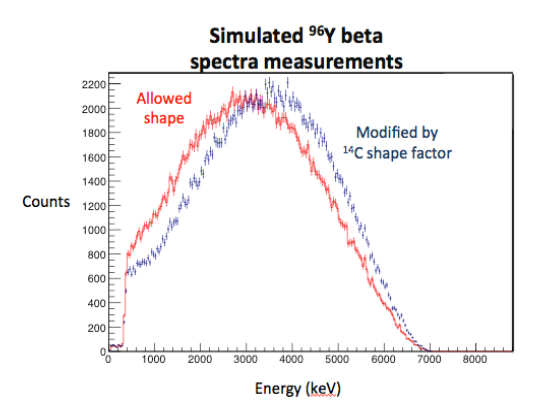 Simulated ⁹⁶Y beta
spectra measurements
Allowed
shape
Modified by
¹⁴C shape factor
Counts
2200
2000
1800
1600
1400
1200
1000
800
600
400
200
0
0 1000 2000 3000 4000 5000 6000 7000 8000
Energy (keV)